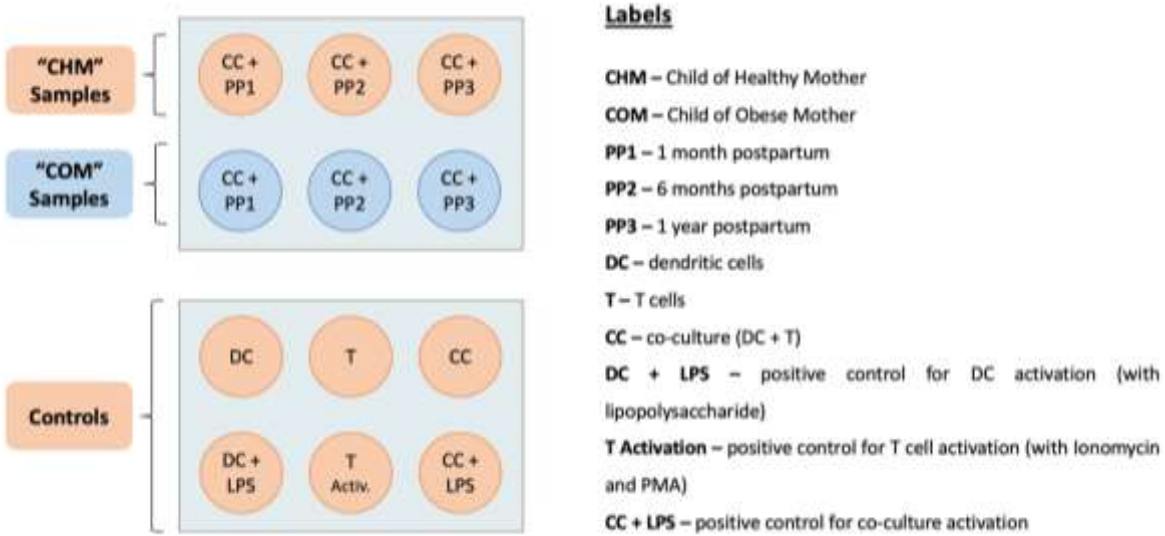 "CHM"
Samples
CC +
PP1
CC +
PP2
CC +
PP3
"COM"
Samples
CC +
PP1
CC +
PP2
CC +
PP3
Controls
DC
T
CC
DC +
LPS
T
Activ.
CC +
LPS
Labels
CHM – Child of Healthy Mother
COM – Child of Obese Mother
PP1 – 1 month postpartum
PP2 – 6 months postpartum
PP3 – 1 year postpartum
DC – dendritic cells
T – T cells
CC – co-culture (DC + T)
DC + LPS – positive control for DC activation (with
lipopolysaccharide)
T Activation – positive control for T cell activation (with Ionomycin
and PMA)
CC + LPS – positive control for co-culture activation